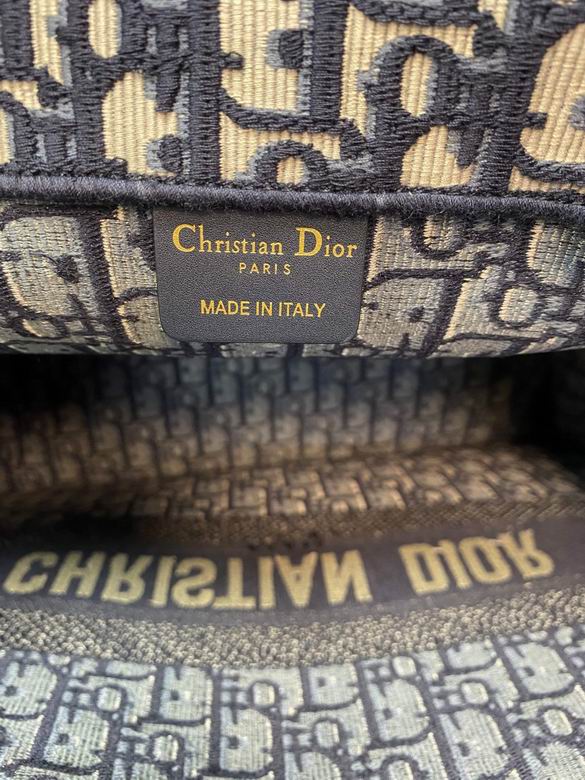 Christian Dior
PARIS
MADE IN ITALY
CHRISTIAN DIOR